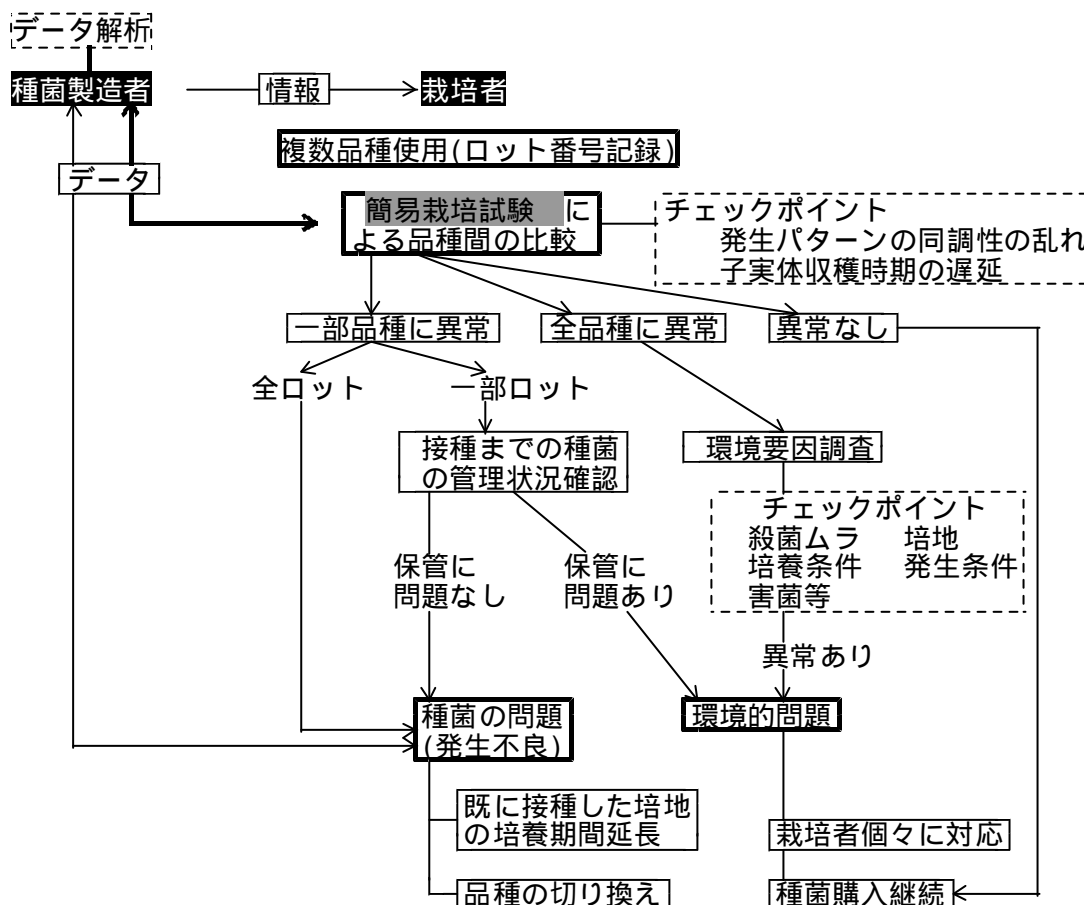 データ解析
種菌製造者
情報
栽培者
複数品種使用(ロット番号記録)
データ
簡易栽培試験 に
よる品種間の比較
チェックポイント
発生パターンの同調性の乱れ
子実体収穫時期の遅延
一部品種に異常
全品種に異常
異常なし
全ロット
一部ロット
接種までの種菌
の管理状況確認
環境要因調査
チェックポイント
殺菌ムラ 培地
培養条件 発生条件
害菌等
保管に
問題なし
保管に
問題あり
異常あり
種菌の問題
(発生不良)
環境的問題
既に接種した培地
の培養期間延長
栽培者個々に対応
品種の切り換え
種菌購入継続